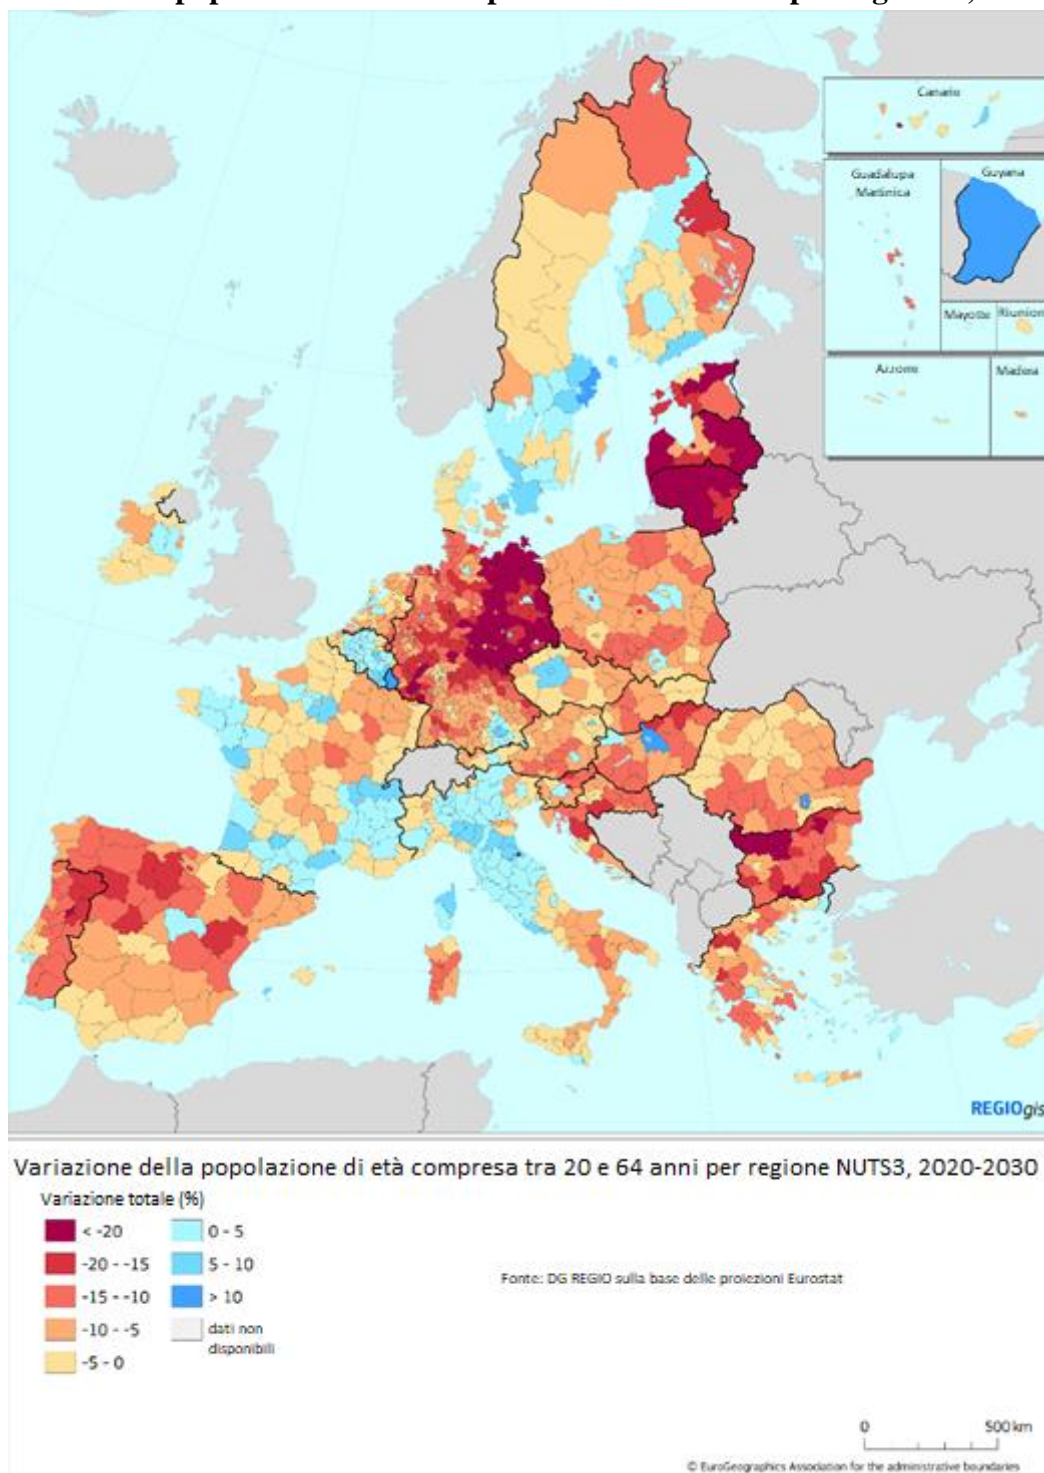 Canarie
Guadalupa
Martinica
Guyana
Mayotte
Riunion
Azzorre
Madera
REGIOgis
Variazione della popolazione di età compresa tra 20 e 64 anni per regione NUTS3, 2020-2030
Variazione totale (%)
< -20
0 - 5
-20 - -15
5 - 10
-15 - -10
> 10
-10 - -5
dati non
disponibili
-5 - 0
Fonte: DG REGIO sulla base delle proiezioni Eurostat
0
500 km
© EuroGeographics Association for the administrative boundaries